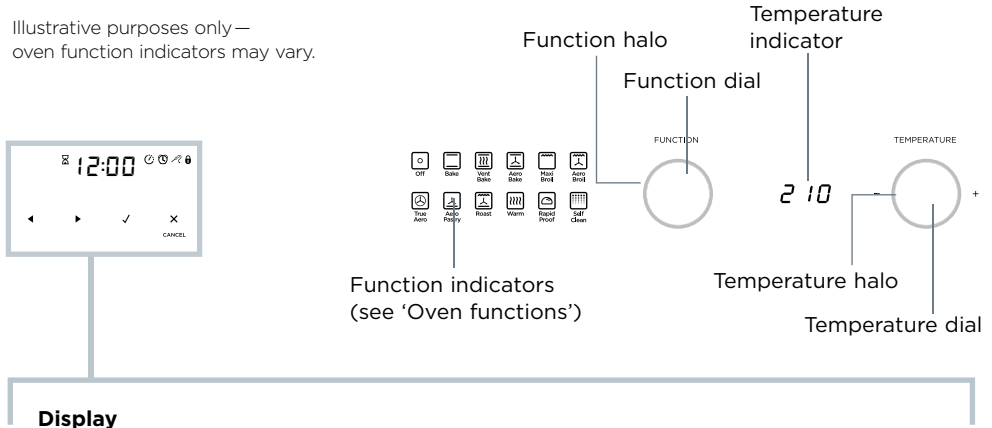 Illustrative purposes only—
oven function indicators may vary.
Function halo
Function dial
Temperature
indicator
12:00
CANCEL
Off
Bake
Vent
Bake
Aero
Bake
Maxi
Broil
Aero
Broil
True
Aero
Aero
Pastry
Roast
Warm
Rapid
Proof
Self
Clean
FUNCTION
210
TEMPERATURE
- +
Function indicators
(see ‘Oven functions’)
Temperature halo
Temperature dial
Display